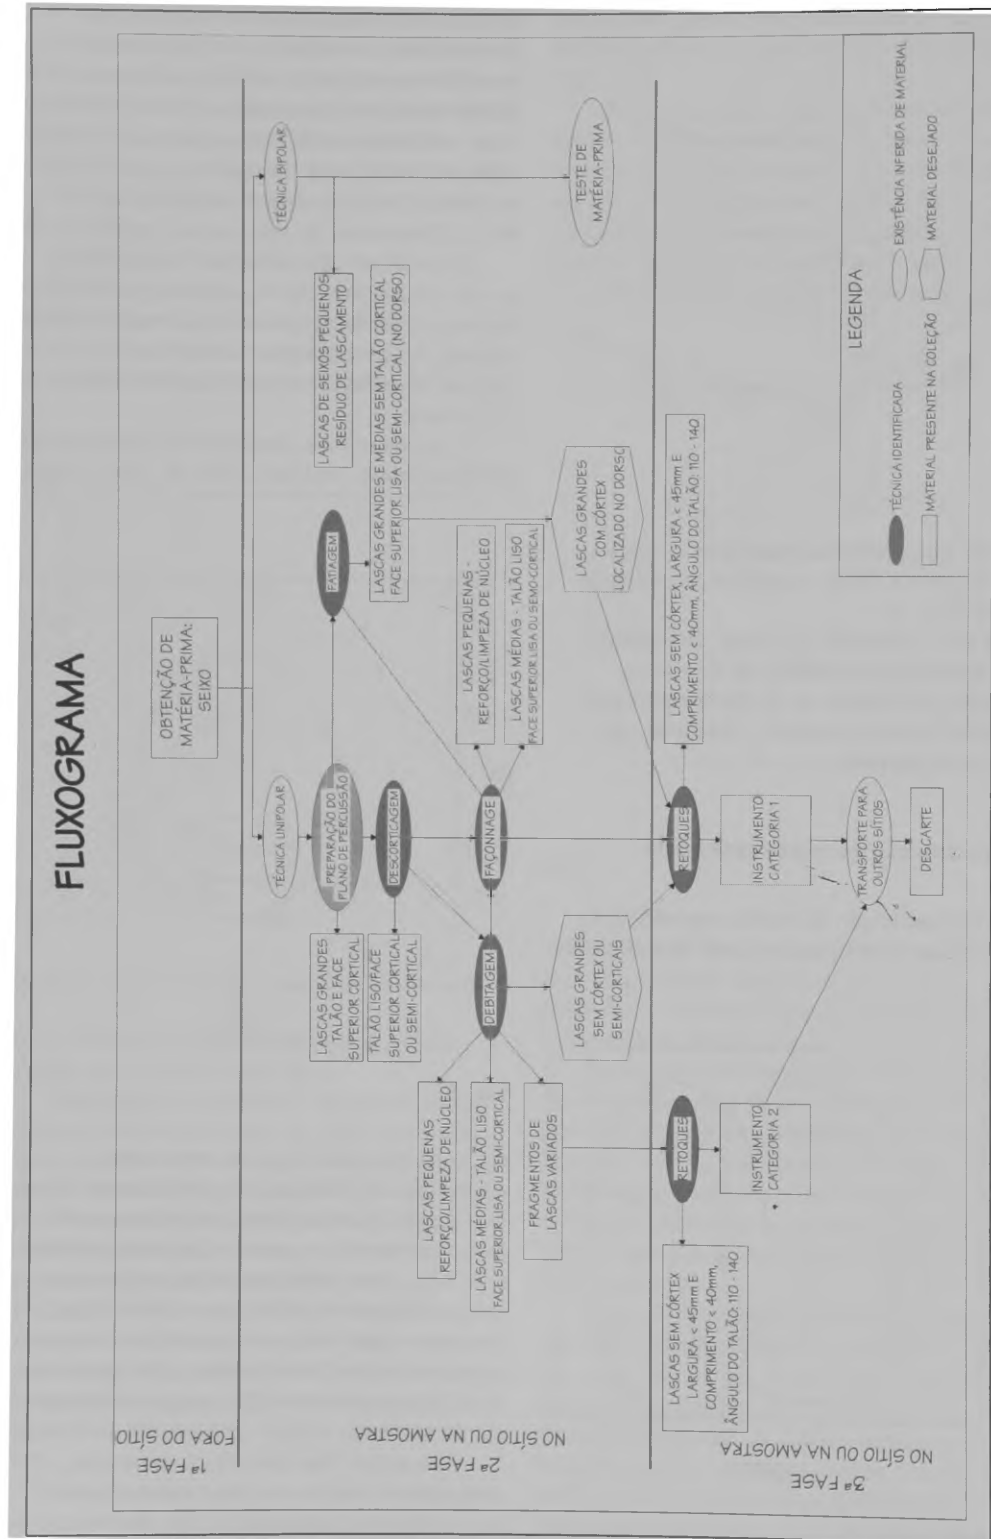 FLUXOGRAMA
1ª FASE
FORA DO SÍTIO
OBTENÇÃO DE
MATÉRIA-PRIMA:
SEIXO
2ª FASE
NO SÍTIO OU NA AMOSTRA
TÉCNICA UNIPOLAR
TÉCNICA BIPOLAR
LASCAS GRANDES
TALÃO E FACE
SUPERIOR CORTICAL
PREPARAÇÃO DO
PLANO DE PERCUSSÃO
FATIAGEM
LASCAS DE SEIXOS PEQUENOS
RESÍDUO DE LASCAMENTO
TALÃO LISO/FACE
SUPERIOR CORTICAL
OU SEMI-CORTICAL
DESCORTICAGEM
LASCAS GRANDES E MEDIAS SEM TALÃO CORTICAL
FACE SUPERIOR LISA OU SEMI-CORTICAL (NO DORSO)
LASCAS PEQUENAS
REFORÇO/LIMPEZA DE NÚCLEO
DEBITAGEM
FAÇONNAGE
LASCAS PEQUENAS -
REFORÇO/LIMPEZA DE NÚCLEO
LASCAS MÉDIAS - TALÃO LISO
FACE SUPERIOR LISA OU SEMI-CORTICAL
LASCAS MÉDIAS - TALÃO LISO
FACE SUPERIOR LISA OU SEMO-CORTICAL
FRAGMENTOS DE
LASCAS VARIADOS
LASCAS GRANDES
SEM CÓRTEX OU
SEMI-CORTICAIS
LASCAS GRANDES
COM CÓRTEX
LOCALIZADO NO DORSO
TESTE DE
MATÉRIA-PRIMA
3ª FASE
NO SÍTIO OU NA AMOSTRA
LASCAS SEM CÓRTEX
LARGURA < 45mm E
COMPRIMENTO < 40mm,
ÂNGULO DO TALÃO: 110 - 140
RETOQUES
RETOQUES
LASCAS SEM CÓRTEX, LARGURA < 45mm E
COMPRIMENTO < 40mm, ÂNGULO DO TALÃO: 110 - 140
INSTRUMENTO
CATEGORIA 2
INSTRUMENTO
CATEGORIA 1
TRANSPORTE PARA
OUTROS SÍTIOS
DESCARTE
LEGENDA
TÉCNICA IDENTIFICADA
EXISTÊNCIA INFERIDA DE MATERIAL
MATERIAL PRESENTE NA COLEÇÃO
MATERIAL DESEJADO